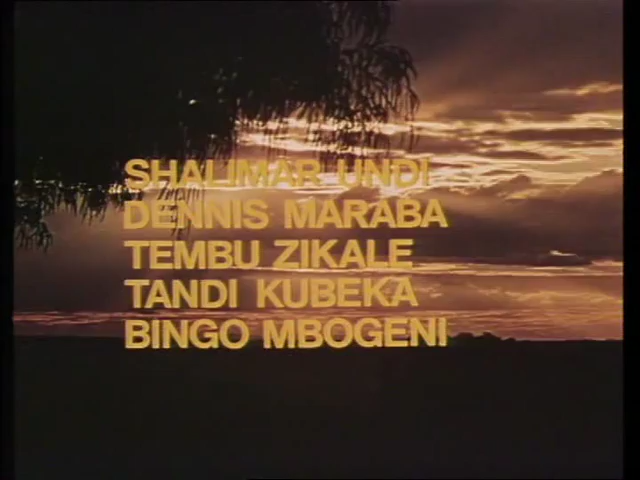 SHALIMAR UNDI
DENNIS MARABA
TEMBU ZIKALE
TANDI KUBEKA
BINGO MBOGENI